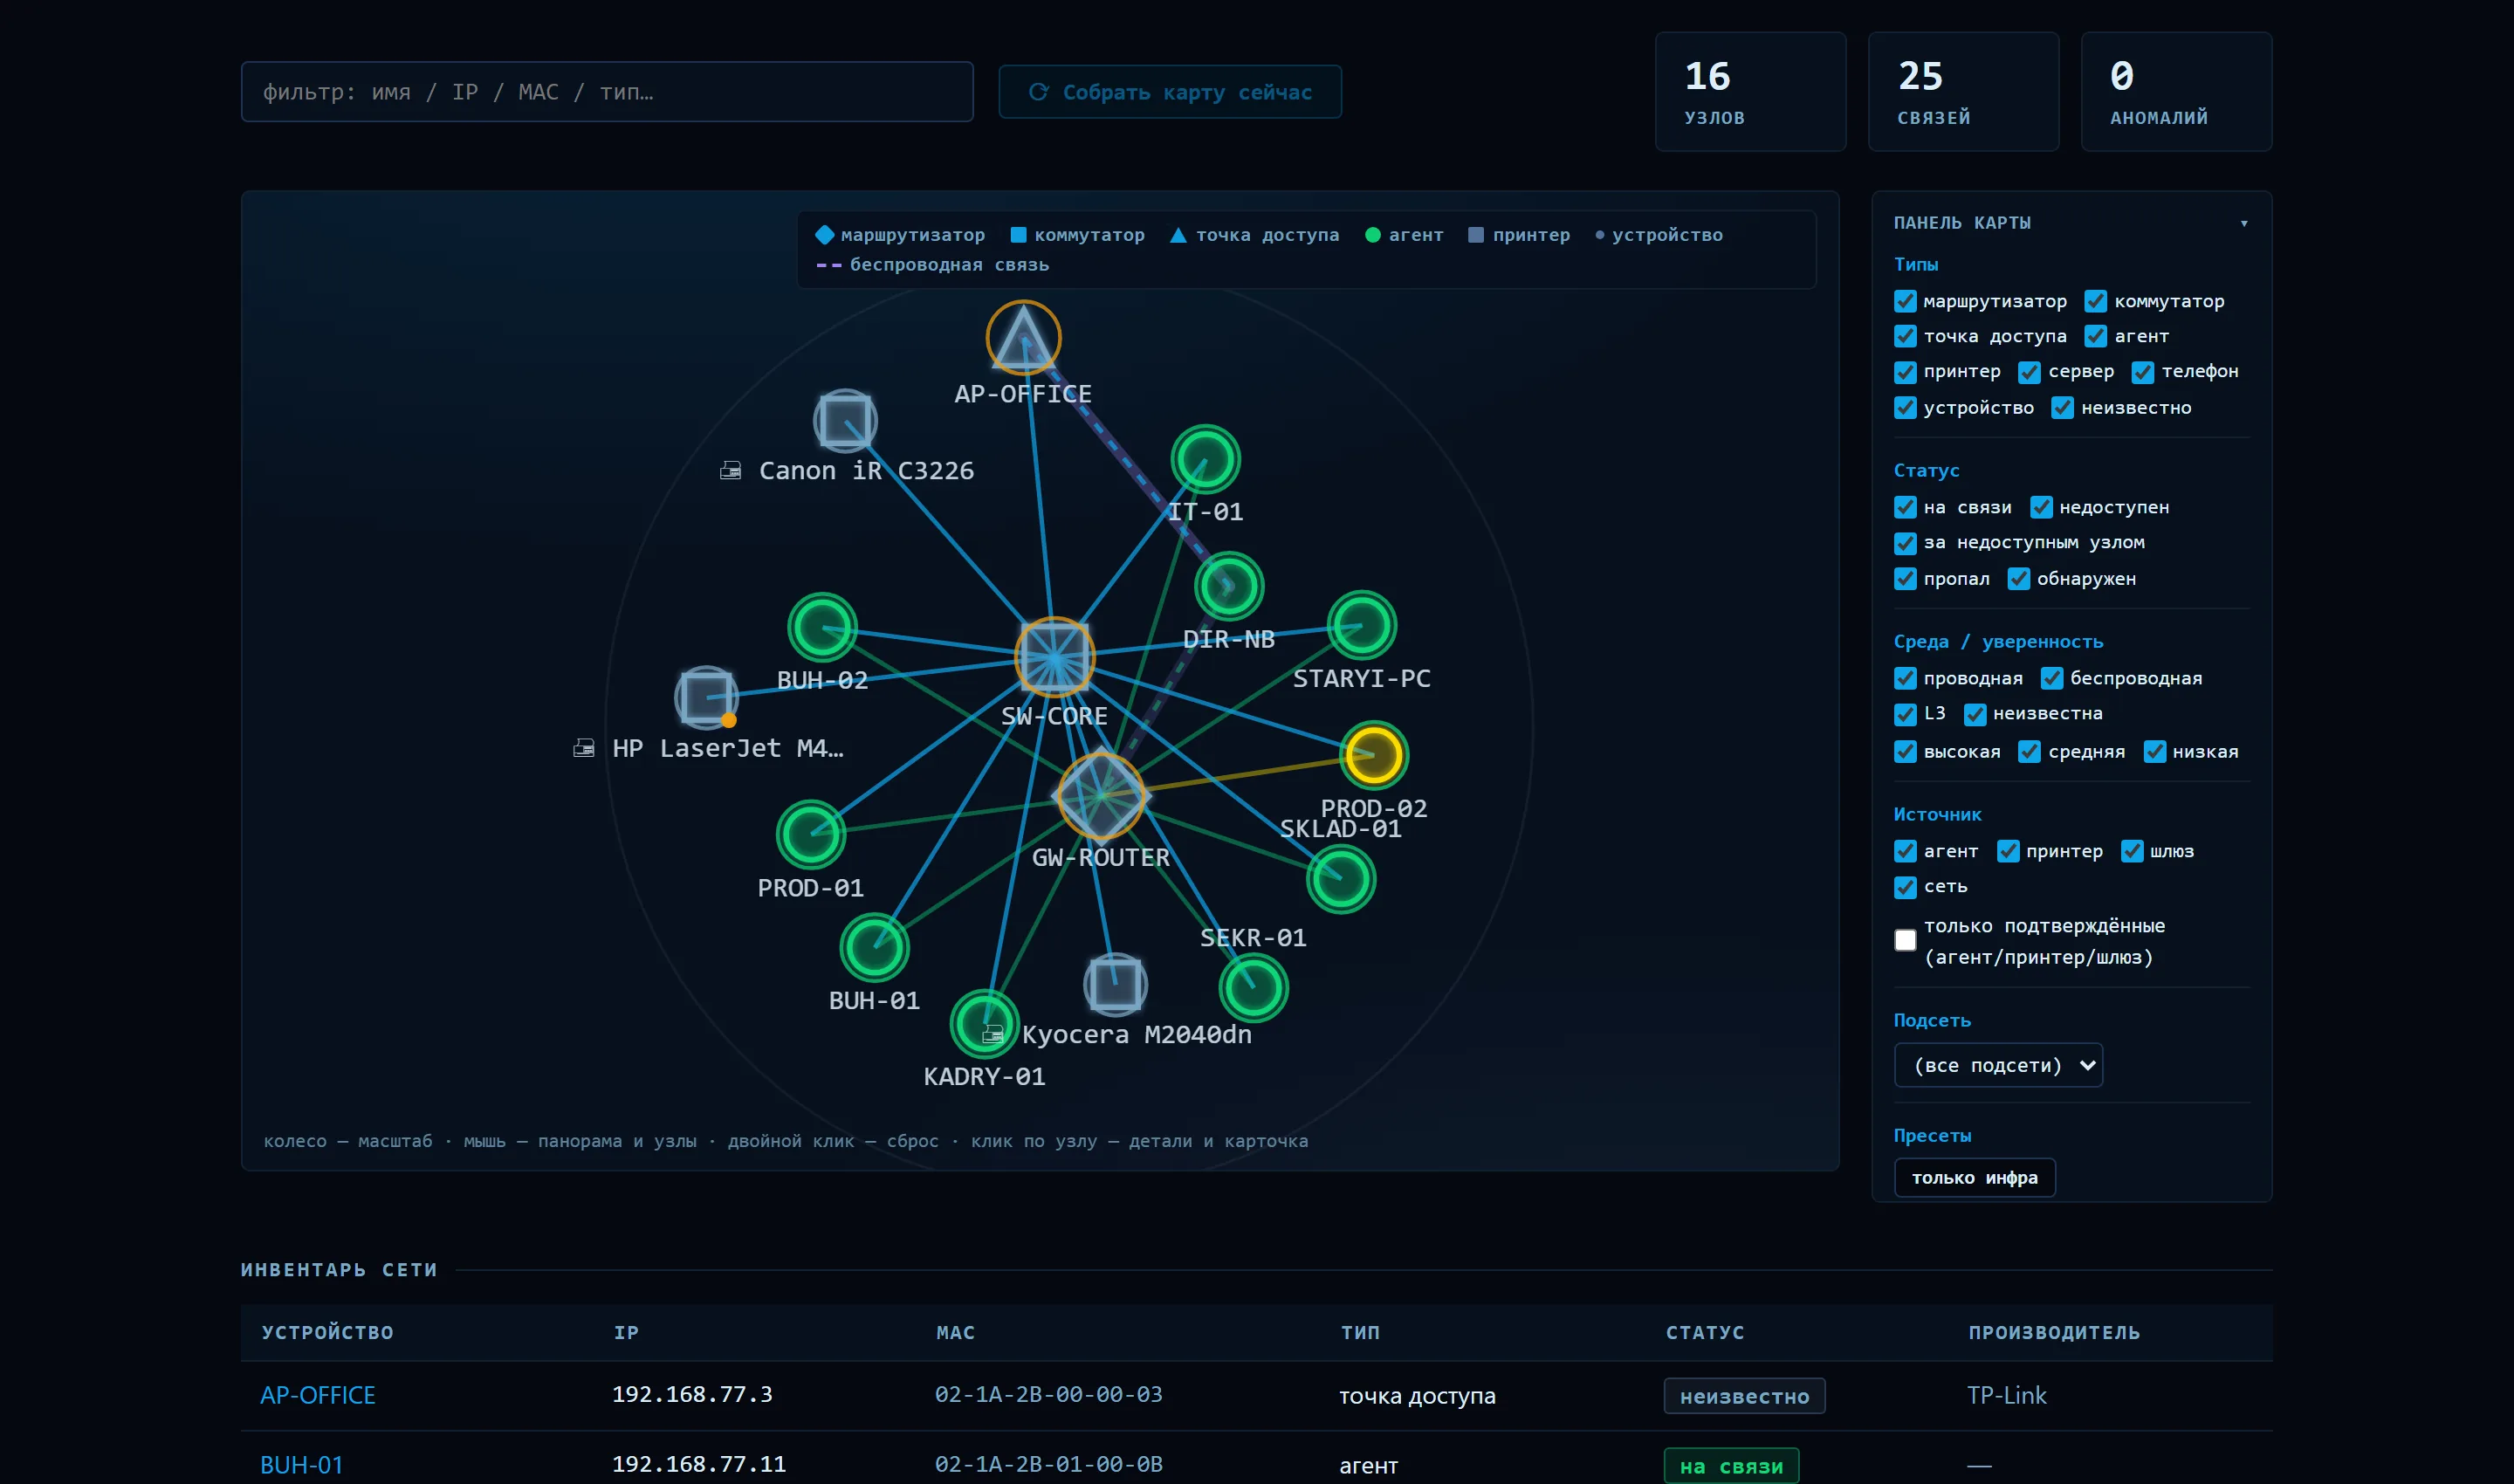 фильтр: имя / IP / MAC / тип…
Собрать карту сейчас
16
УЗЛОВ
25
СВЯЗЕЙ
0
АНОМАЛИЙ
маршрутизатор коммутатор точка доступа агент принтер устройство
беспроводная связь
AP-OFFICE
Canon iR C3226
IT-01
DIR-NB
BUH-02
STARYI-PC
SW-CORE
HP LaserJet M4…
PROD-02
SKLAD-01
GW-ROUTER
PROD-01
SEKR-01
BUH-01
Kyocera M2040dn
KADRY-01
колесо — масштаб · мышь — панорама и узлы · двойной клик — сброс · клик по узлу — детали и карточка
ПАНЕЛЬ КАРТЫ
Типы
маршрутизатор коммутатор
точка доступа агент
принтер сервер телефон
устройство неизвестно
Статус
на связи недоступен
за недоступным узлом
пропал обнаружен
Среда / уверенность
проводная беспроводная
L3 неизвестна
высокая средняя низкая
Источник
агент принтер шлюз
сеть
только подтверждённые
(агент/принтер/шлюз)
Подсеть
(все подсети)
Пресеты
только инфра
ИНВЕНТАРЬ СЕТИ
УСТРОЙСТВО IP MAC ТИП СТАТУС ПРОИЗВОДИТЕЛЬ
AP-OFFICE 192.168.77.3 02-1A-2B-00-00-03 точка доступа неизвестно TP-Link
BUH-01 192.168.77.11 02-1A-2B-01-00-0B агент на связи —